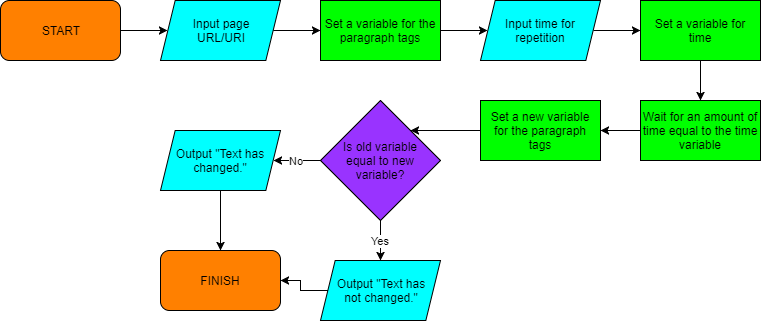 START
Input page
URL/URI
Set a variable for the
paragraph tags
Input time for
repetition
Set a variable for
time
Wait for an amount of
time equal to the time
variable
Set a new variable
for the paragraph
tags
Is old variable
equal to new
variable?
No
Output "Text has
changed."
Yes
Output "Text has
not changed."
FINISH